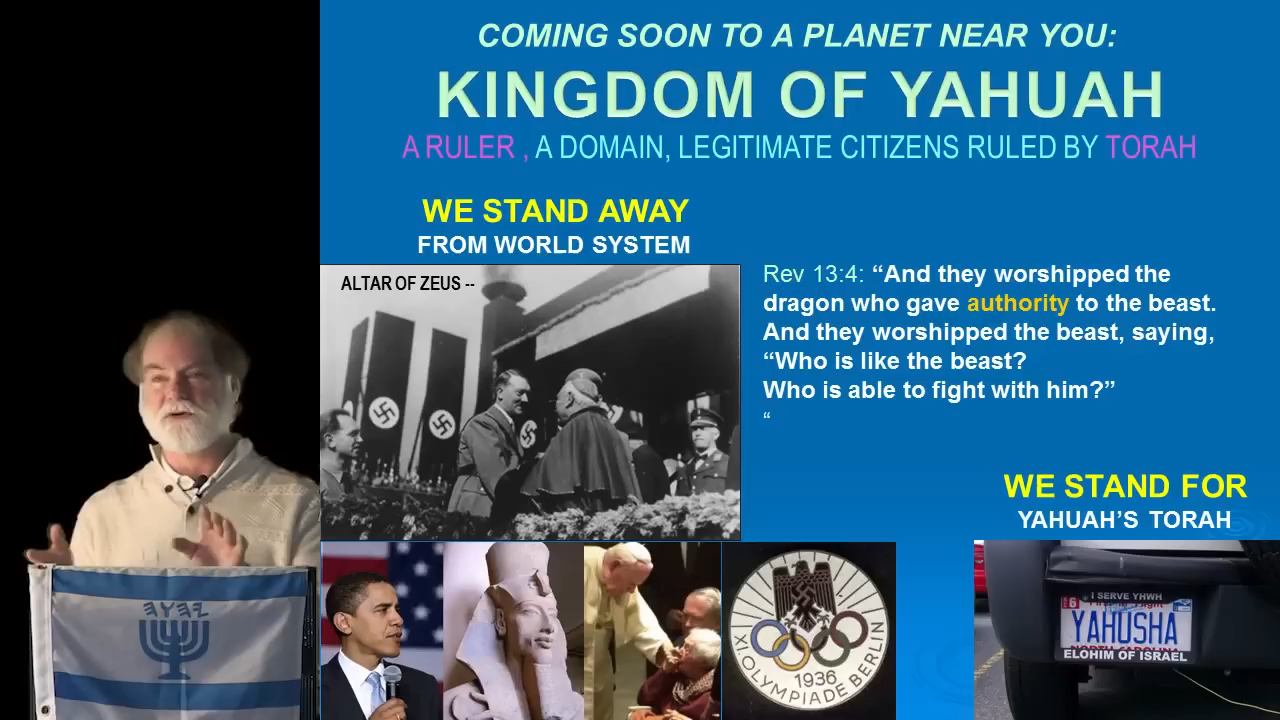 COMING SOON TO A PLANET NEAR YOU:
KINGDOM OF YAHUAH
A RULER , A DOMAIN, LEGITIMATE CITIZENS RULED BY TORAH
WE STAND AWAY
FROM WORLD SYSTEM
ALTAR OF ZEUS --
Rev 13:4: “And they worshipped the
dragon who gave authority to the beast.
And they worshipped the beast, saying,
“Who is like the beast?
Who is able to fight with him?”
“
WE STAND FOR
YAHUAH’S TORAH
1936
XI.OLYMPIADE BERLIN
I SERVE YHWH
6
YAHUSHA
ELOHIM OF ISRAEL